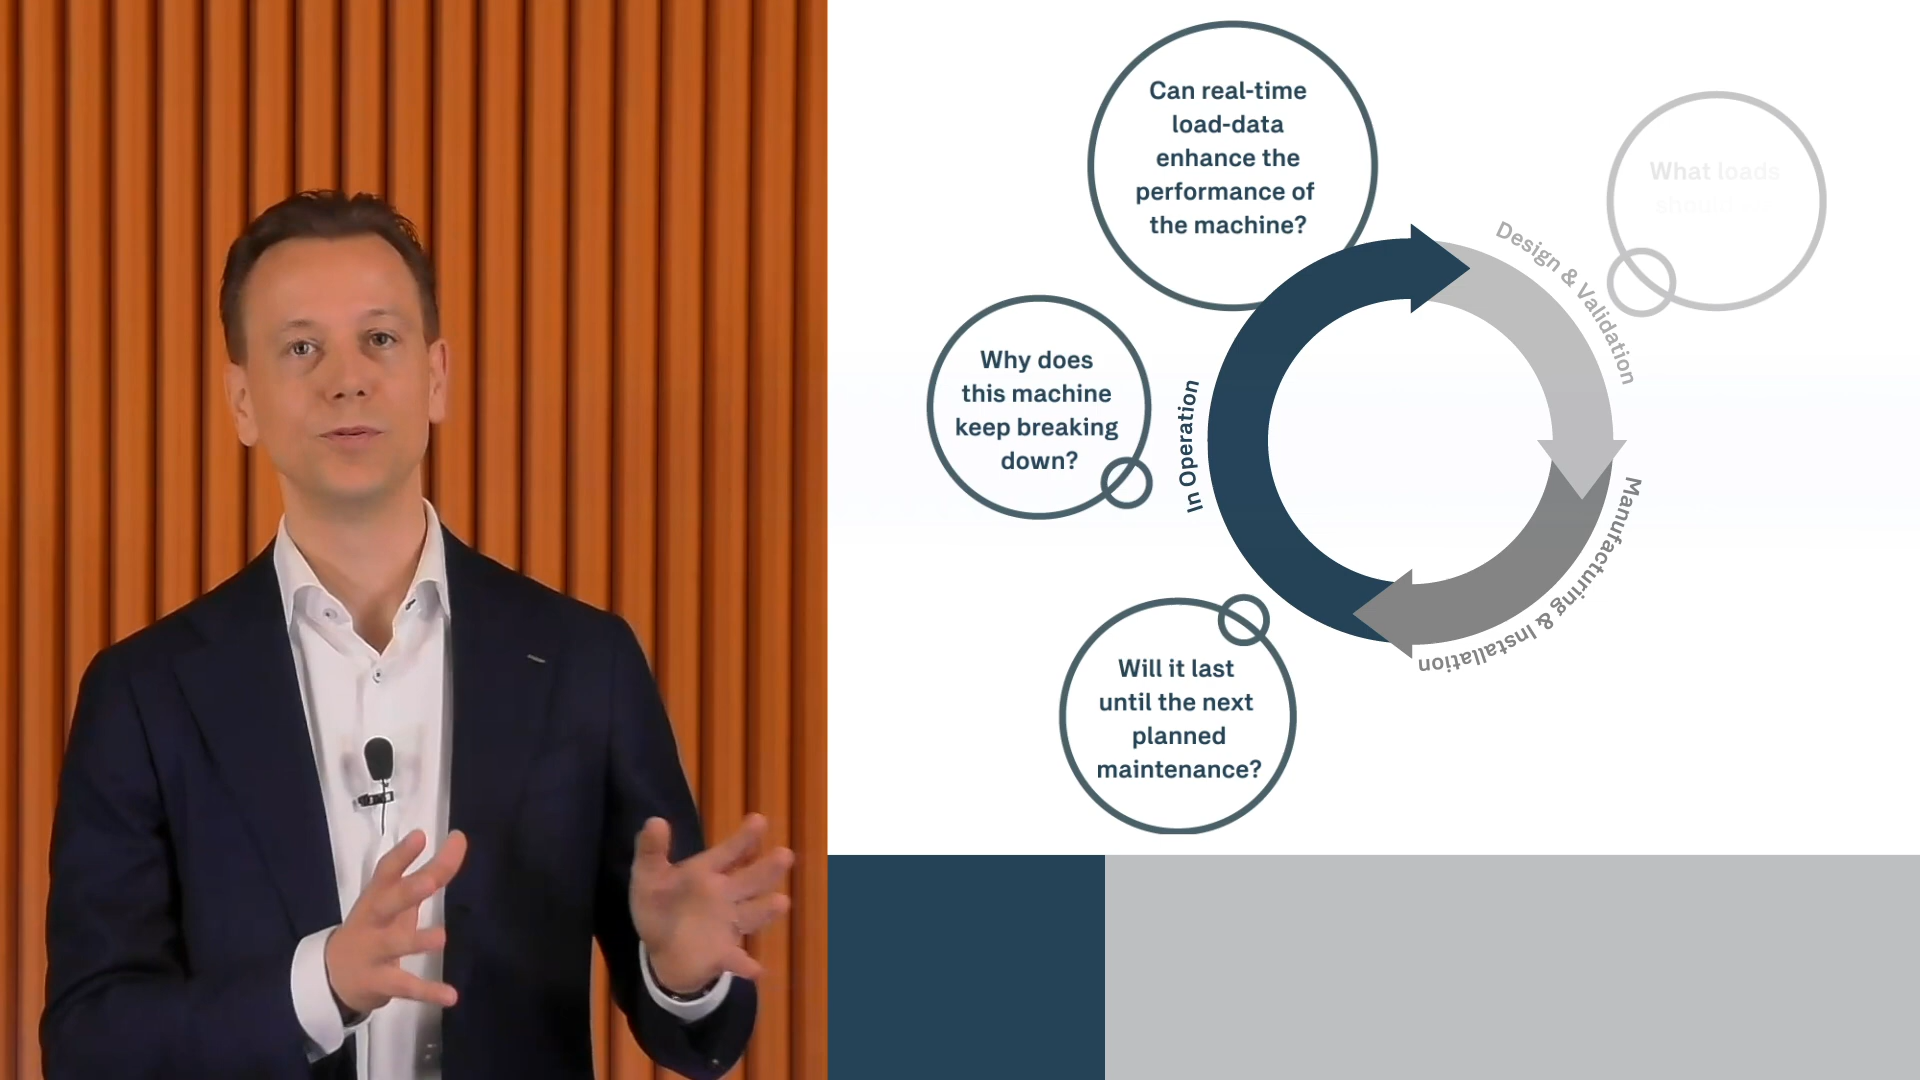 Can real-time
load-data
enhance the
performance of
the machine?
What loads
Design & Validation
Why does
this machine
keep breaking
down?
In Operation
Manufacturing & Installation
Will it last
until the next
planned
maintenance?